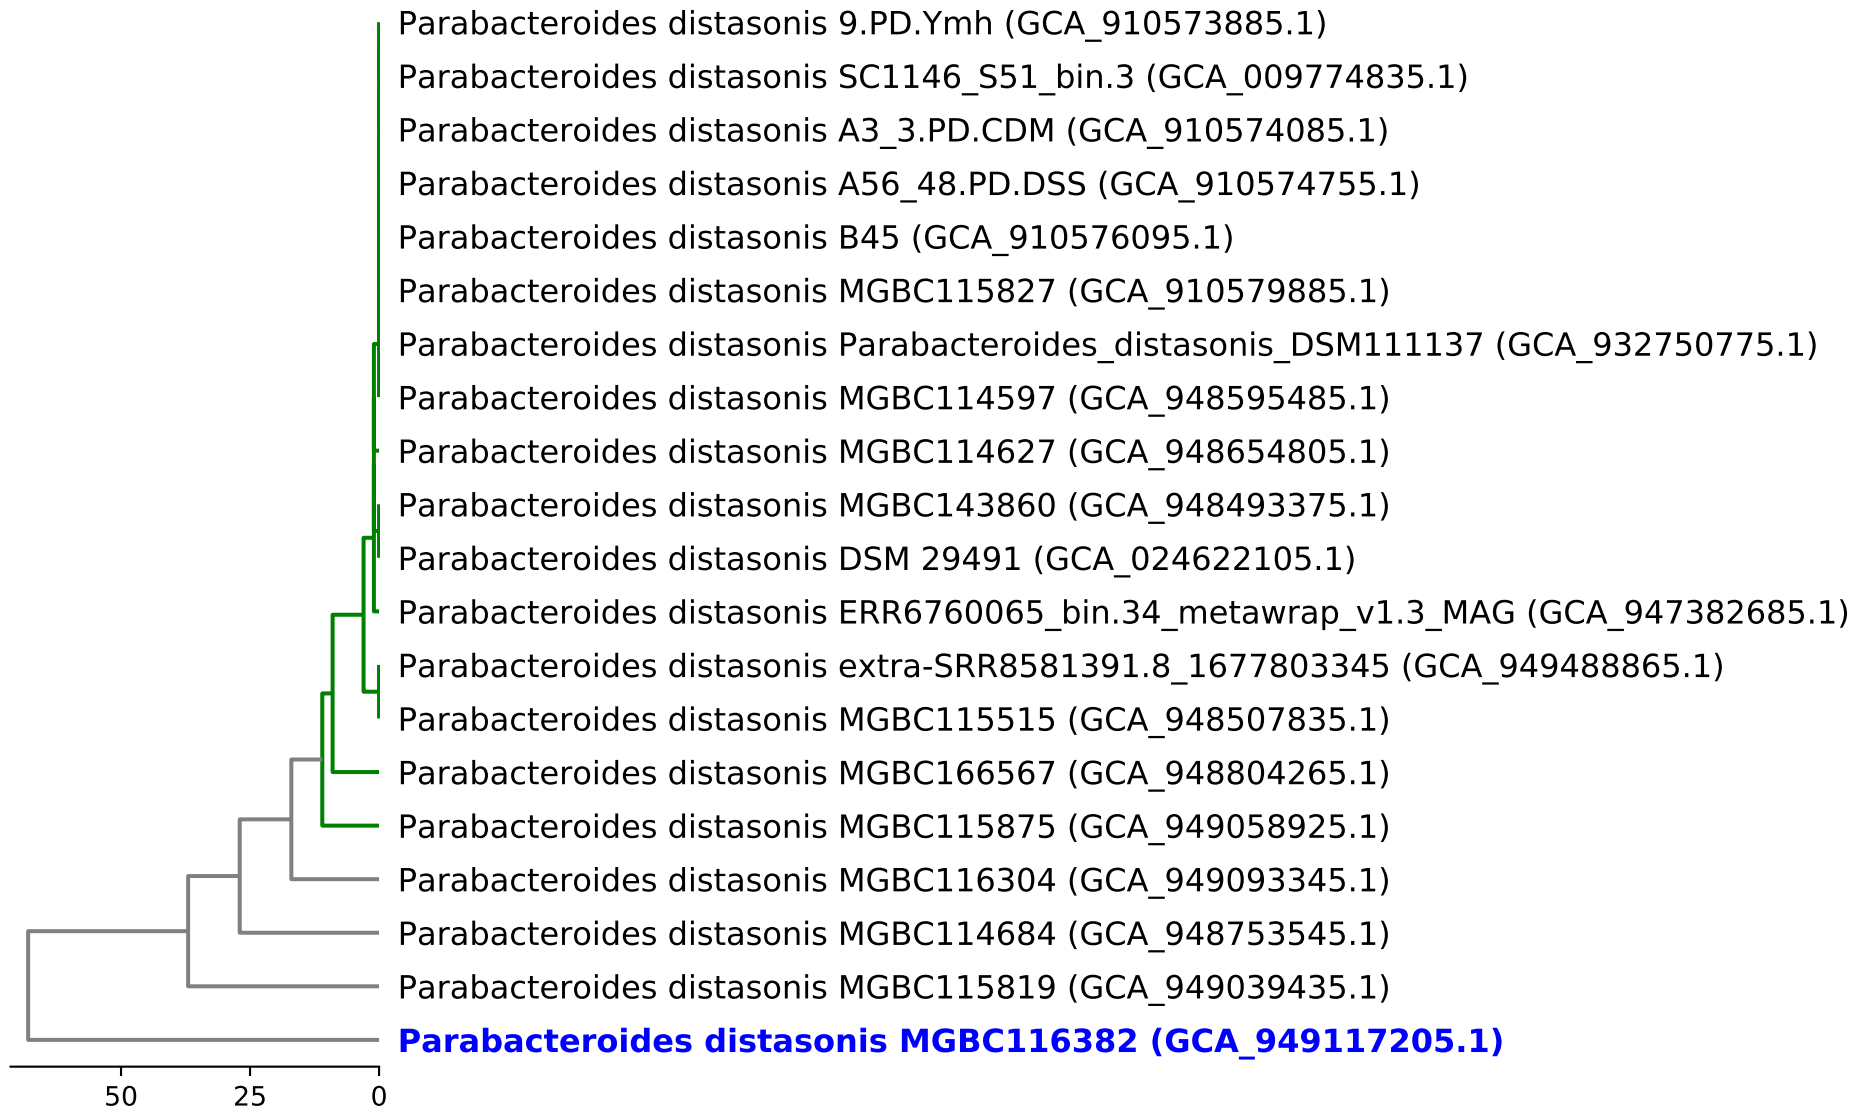 Parabacteroides distasonis 9.PD.Ymh (GCA_910573885.1)
Parabacteroides distasonis SC1146_S51_bin.3 (GCA_009774835.1)
Parabacteroides distasonis A3_3.PD.CDM (GCA_910574085.1)
Parabacteroides distasonis A56_48.PD.DSS (GCA_910574755.1)
Parabacteroides distasonis B45 (GCA_910576095.1)
Parabacteroides distasonis MGBC115827 (GCA_910579885.1)
Parabacteroides distasonis Parabacteroides_distasonis_DSM111137 (GCA_932750775.1)
Parabacteroides distasonis MGBC114597 (GCA_948595485.1)
Parabacteroides distasonis MGBC114627 (GCA_948654805.1)
Parabacteroides distasonis MGBC143860 (GCA_948493375.1)
Parabacteroides distasonis DSM 29491 (GCA_024622105.1)
Parabacteroides distasonis ERR6760065_bin.34_metawrap_v1.3_MAG (GCA_947382685.1)
Parabacteroides distasonis extra-SRR8581391.8_1677803345 (GCA_949488865.1)
Parabacteroides distasonis MGBC115515 (GCA_948507835.1)
Parabacteroides distasonis MGBC166567 (GCA_948804265.1)
Parabacteroides distasonis MGBC115875 (GCA_949058925.1)
Parabacteroides distasonis MGBC116304 (GCA_949093345.1)
Parabacteroides distasonis MGBC114684 (GCA_948753545.1)
Parabacteroides distasonis MGBC115819 (GCA_949039435.1)
Parabacteroides distasonis MGBC116382 (GCA_949117205.1)
50 25 0